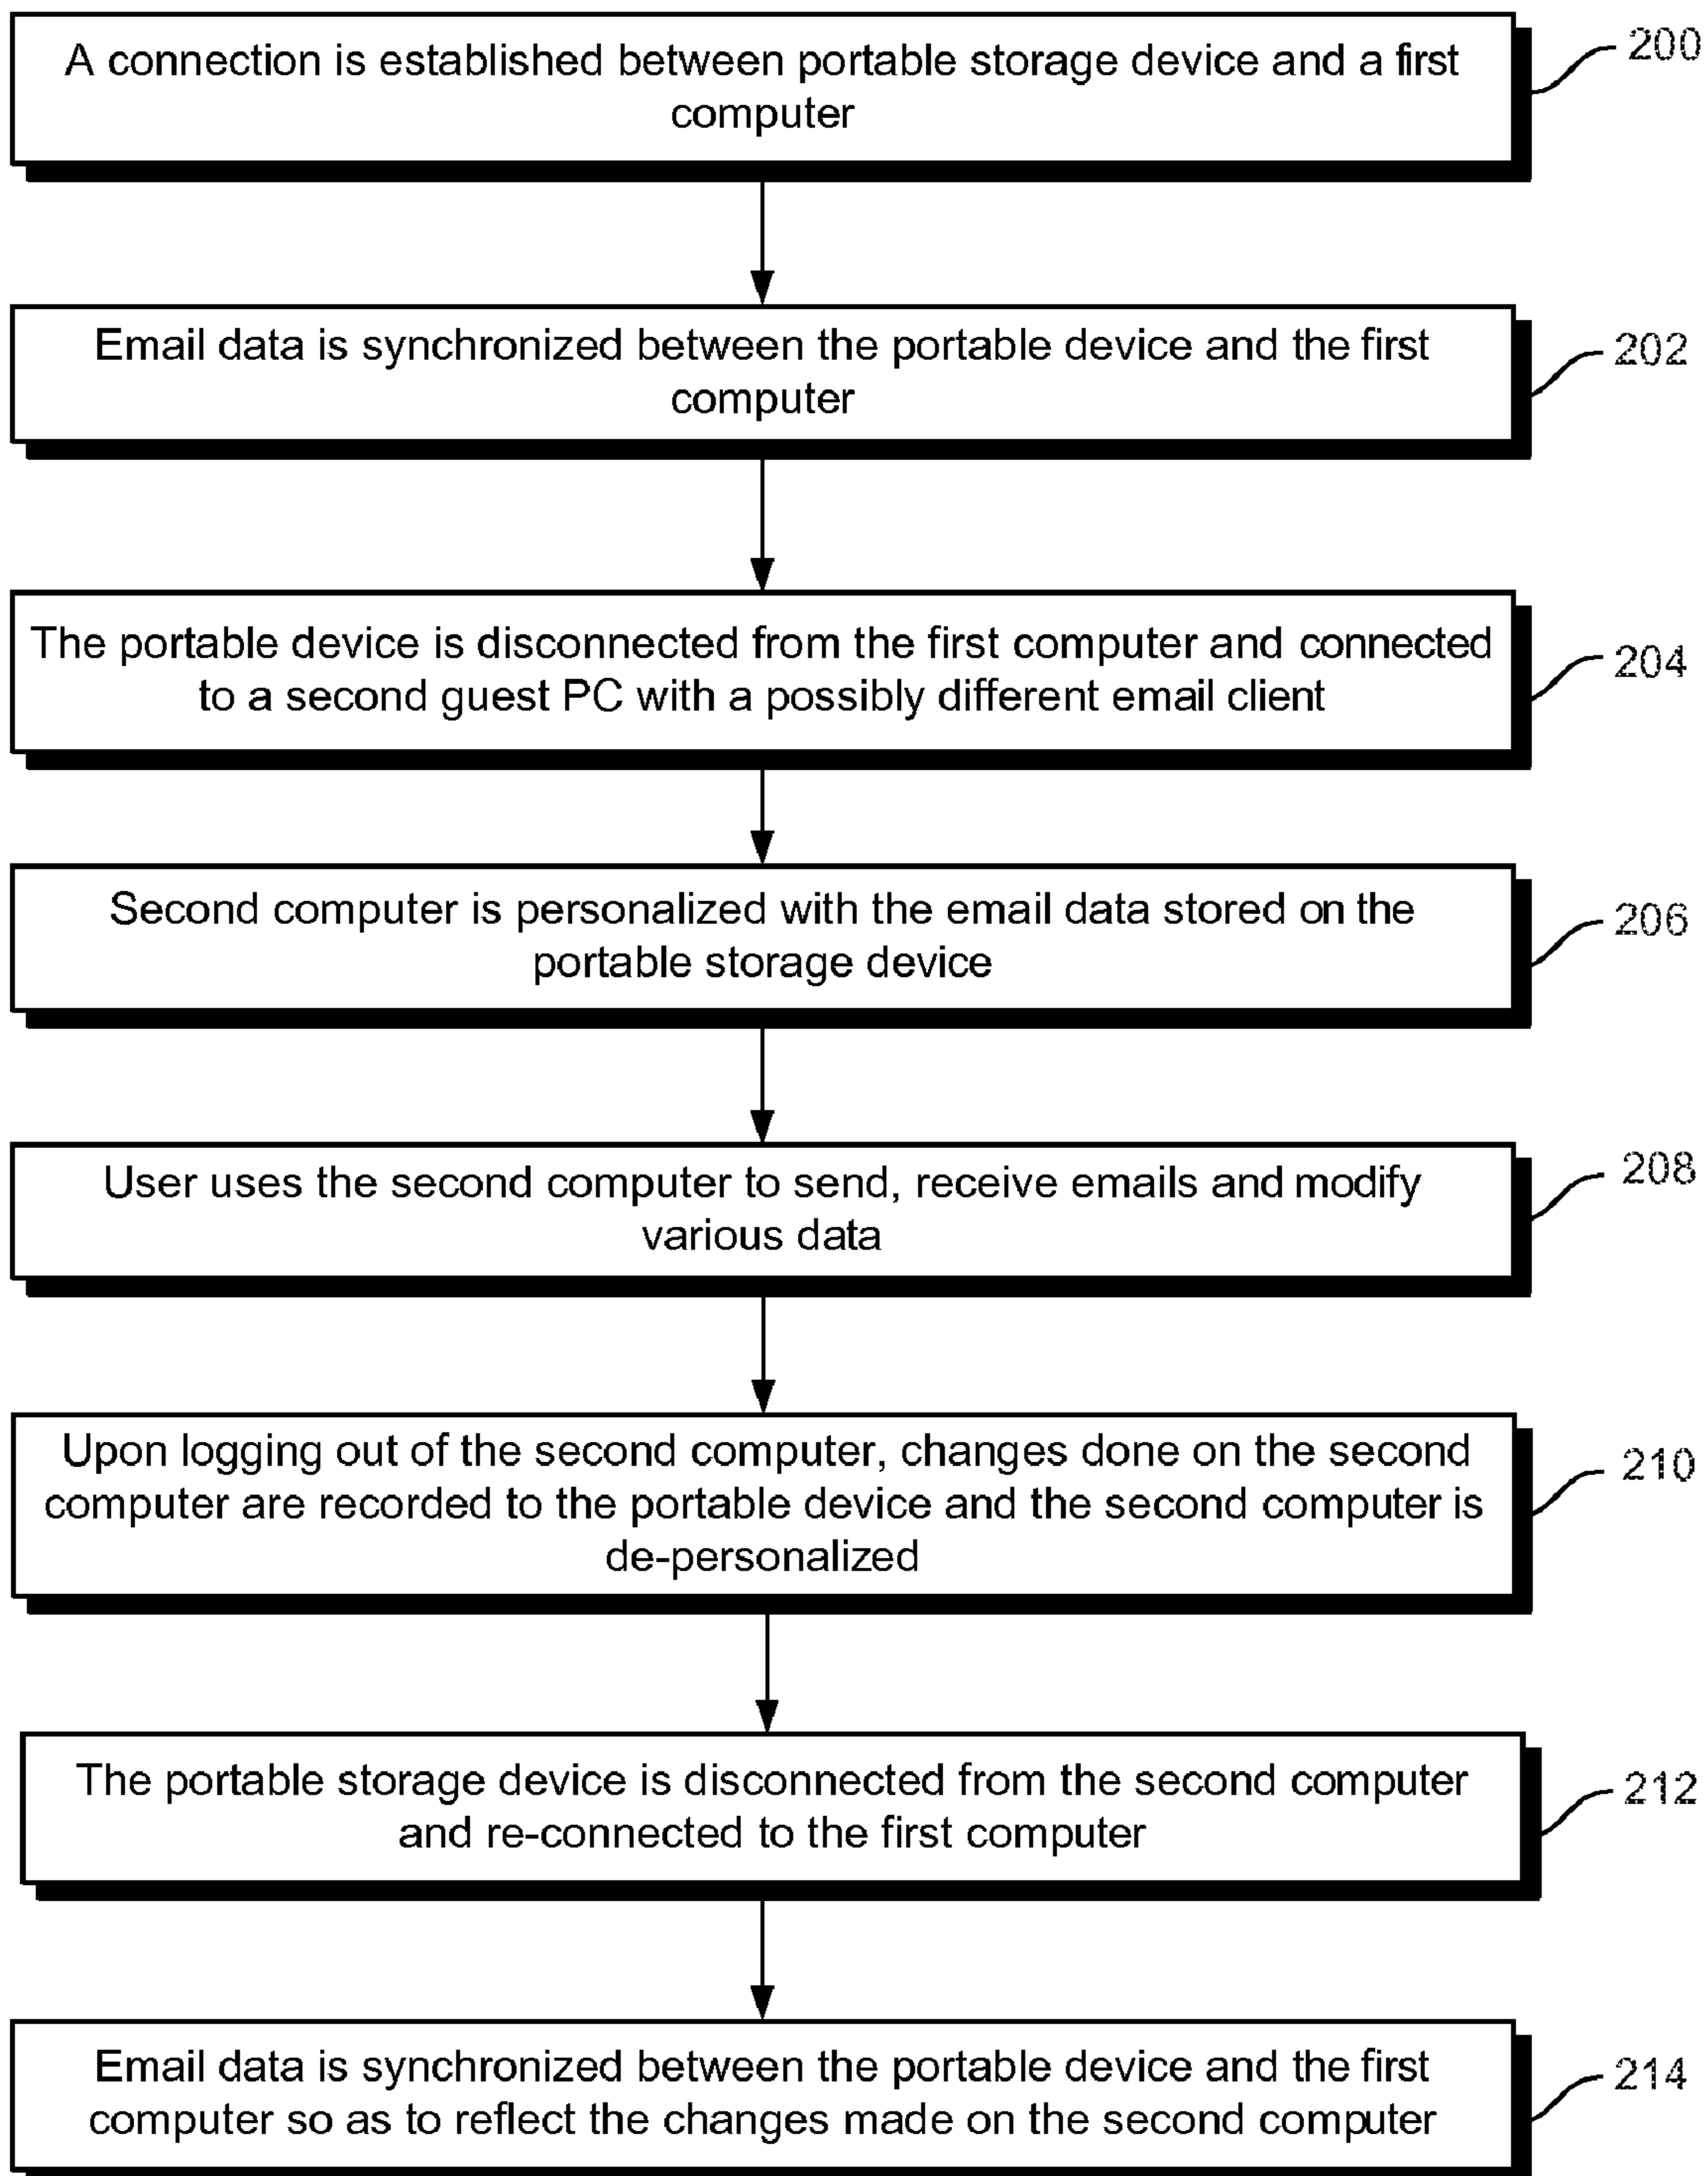 A connection is established between portable storage device and a first
computer
200
Email data is synchronized between the portable device and the first
computer
202
The portable device is disconnected from the first computer and connected
to a second guest PC with a possibly different email client
204
Second computer is personalized with the email data stored on the
portable storage device
206
User uses the second computer to send, receive emails and modify
various data
208
Upon logging out of the second computer, changes done on the second
computer are recorded to the portable device and the second computer is
de-personalized
210
The portable storage device is disconnected from the second computer
and re-connected to the first computer
212
Email data is synchronized between the portable device and the first
computer so as to reflect the changes made on the second computer
214